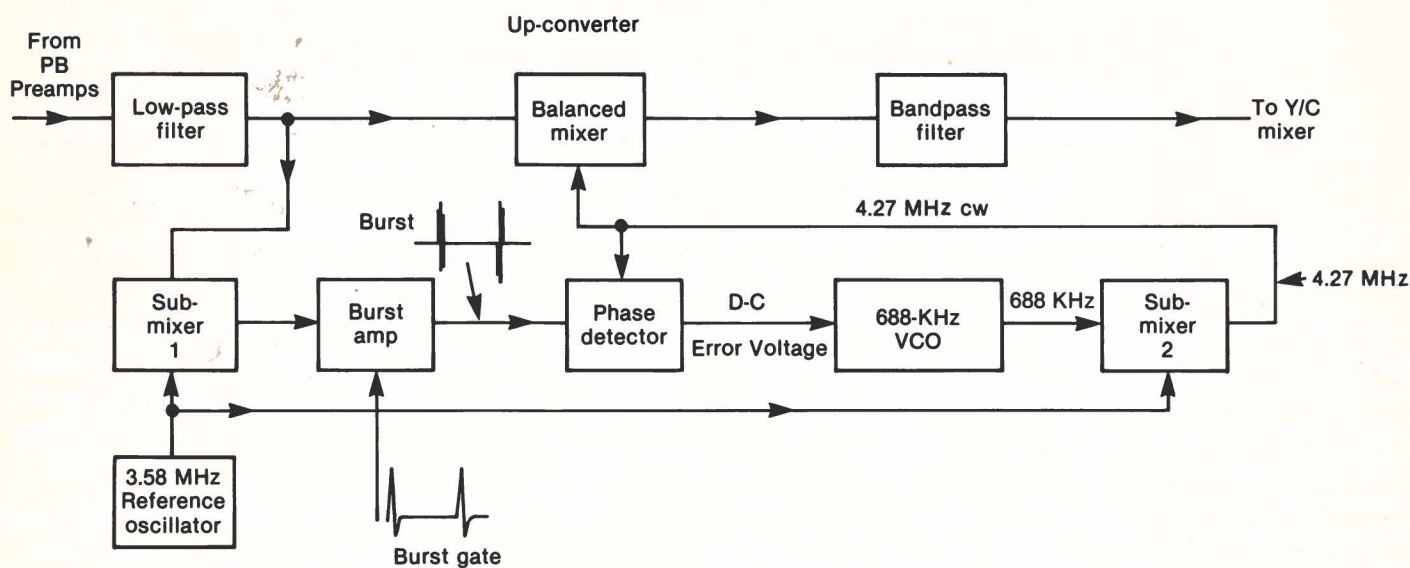 Up-converter
From
PB
Preamps
Low-pass
filter
Balanced
mixer
Bandpass
filter
To Y/C
mixer
4.27 MHz cw
Burst
4.27 MHz
Sub-
mixer
1
Burst
amp
Phase
detector
D-C
Error Voltage
688-KHz
VCO
688 KHz
Sub-
mixer
2
3.58 MHz
Reference
oscillator
Burst gate